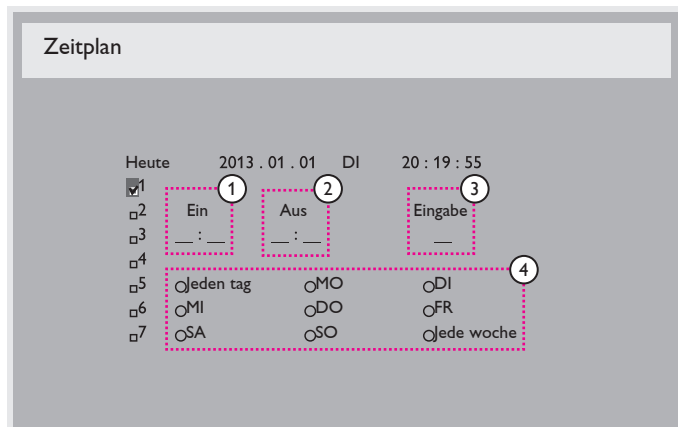 Zeitplan
Heute 2013 . 01 . 01 DI 20 : 19 : 55
1
1 2 3
2 Ein Aus Eingabe
3 __ : __ __ : __ __
4
4
5 Jeden tag MO DI
6 MI DO FR
7 SA SO Jede woche